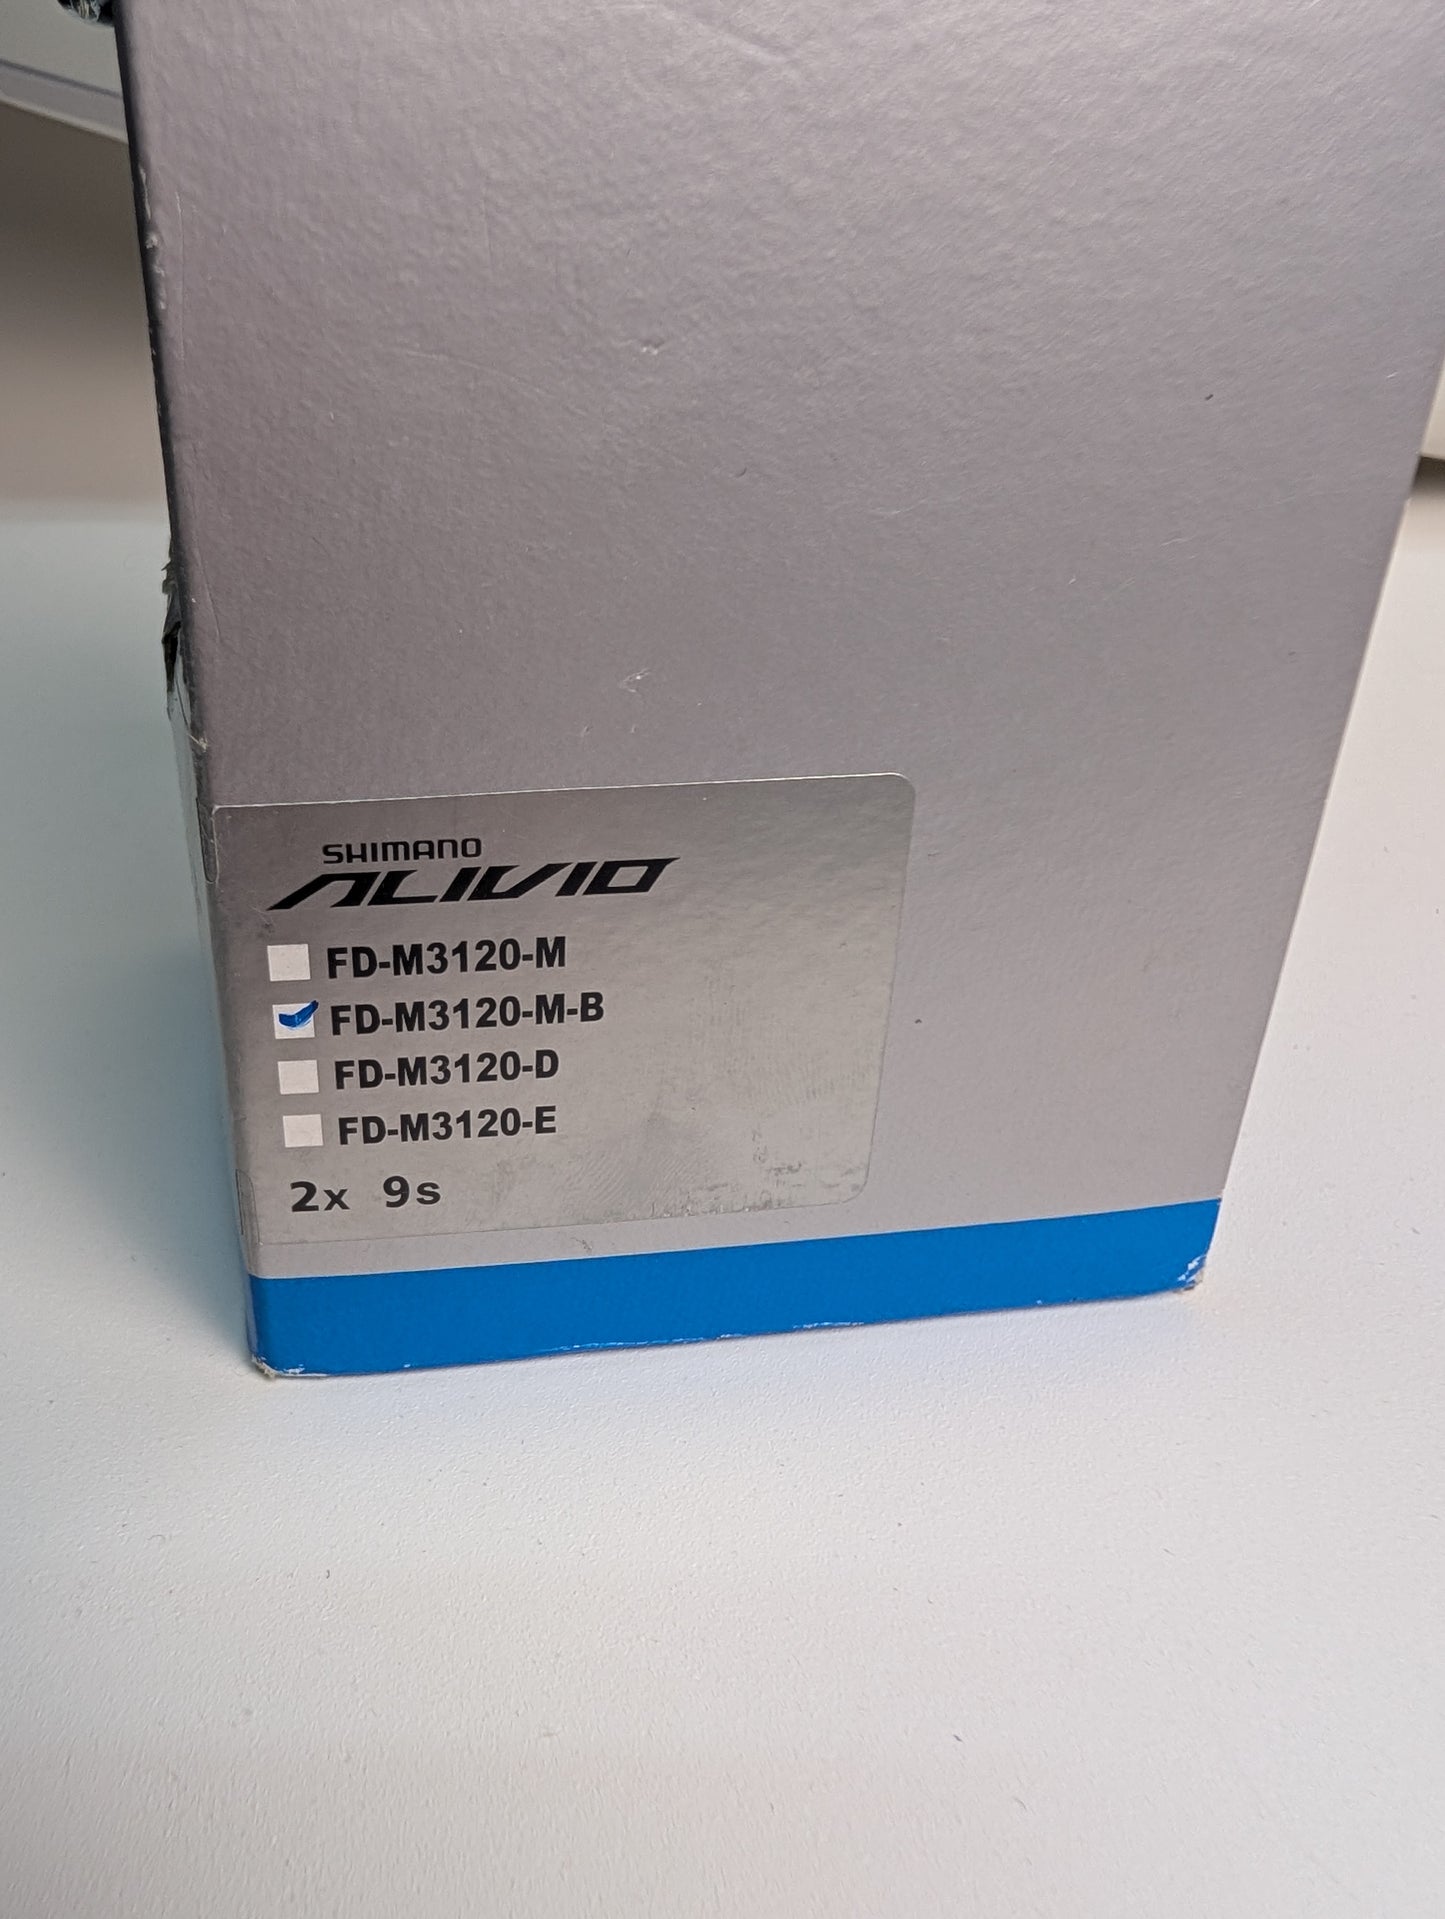 SHIMANO
ALIVIO
FD-M3120-M
FD-M3120-M-B
FD-M3120-D
FD-M3120-E
2x 9s